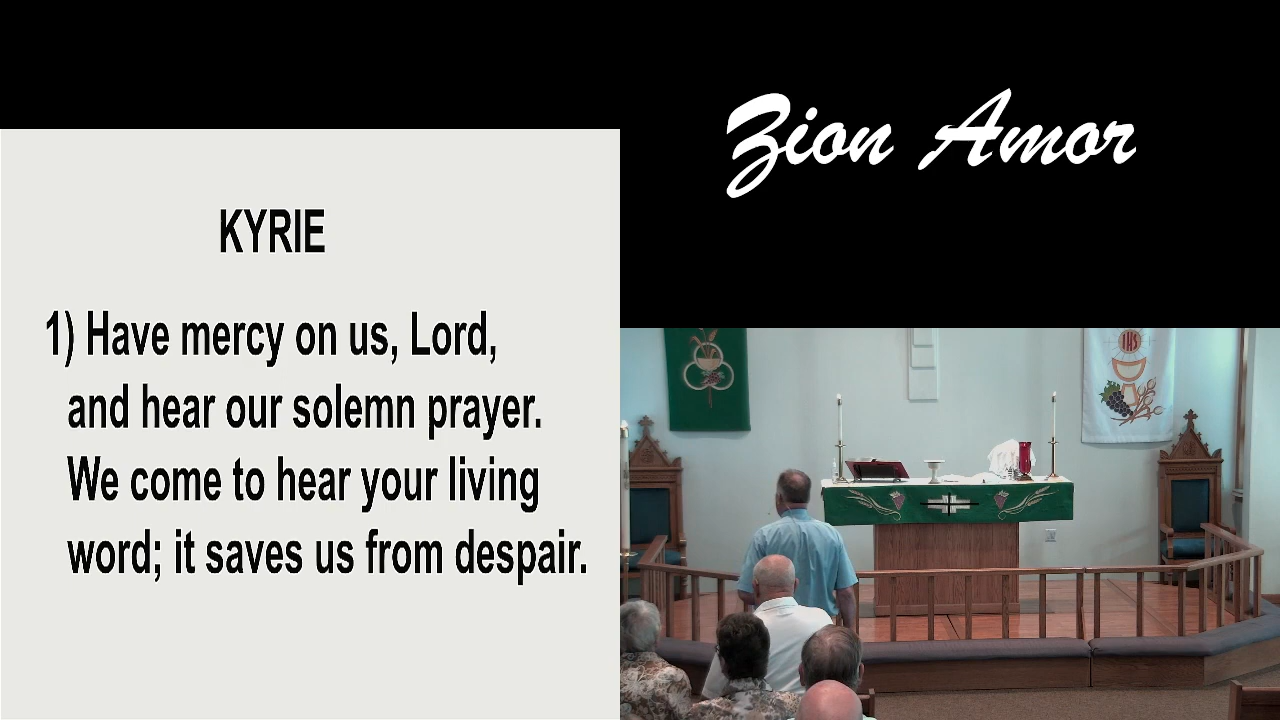 Zion Amor
KYRIE
1) Have mercy on us, Lord,
and hear our solemn prayer.
We come to hear your living
word; it saves us from despair.
IHS